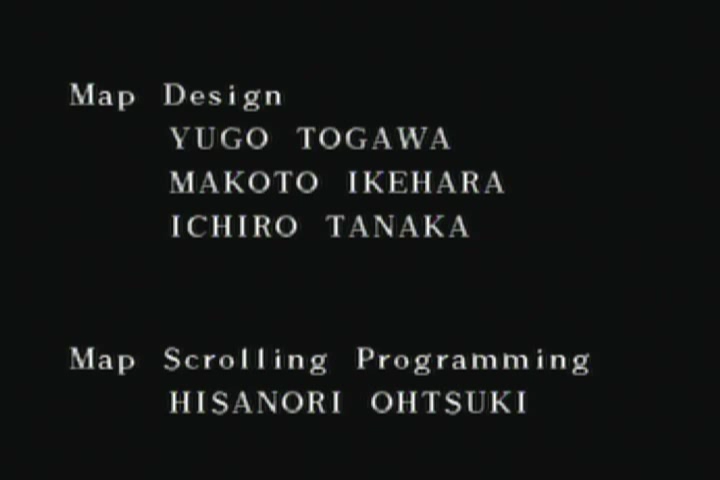 Map Design
YUGO TOGAWA
MAKOTO IKEHARA
ICHIRO TANAKA
Map Scrolling Programming
HISANORI OHTSUKI